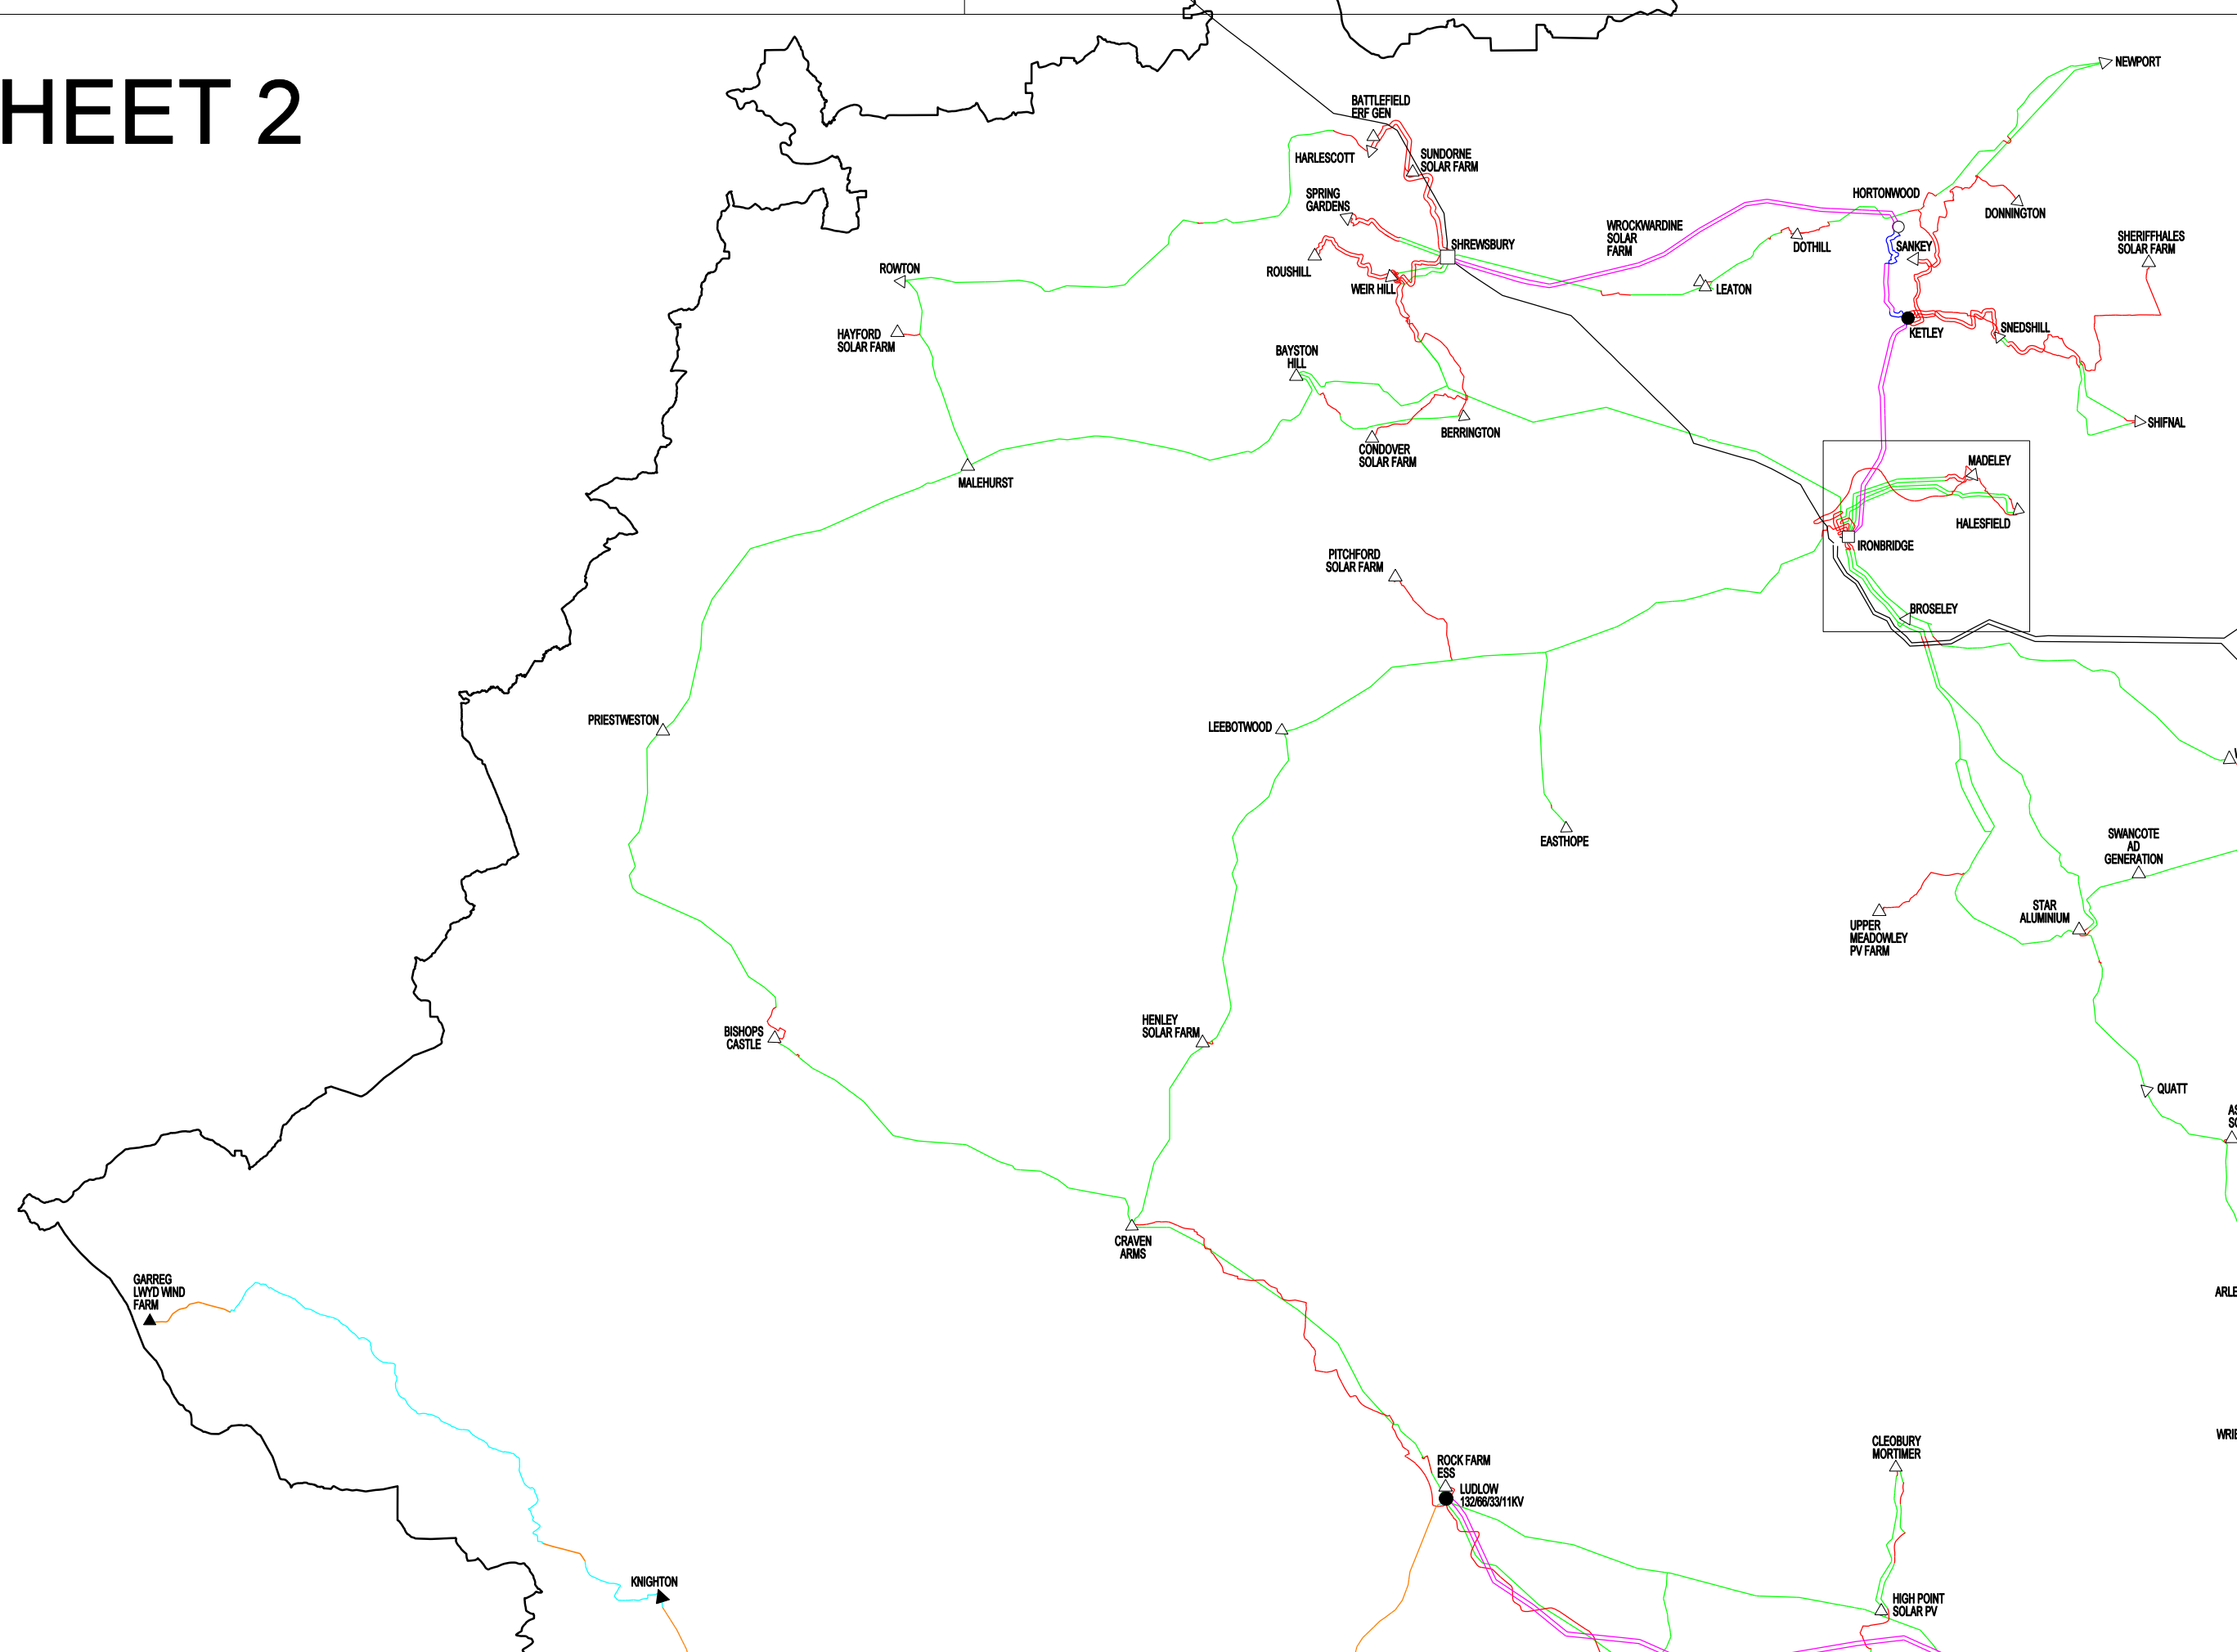 HEET 2
NEWPORT
BATTLEFIELD
ERF GEN
HARLESCOTT
SUNDORNE
SOLAR FARM
SPRING
GARDENS
HORTONWOOD
DONNINGTON
WROCKWARDINE
SOLAR
FARM
SHREWSBURY
DOTHILL
SANKEY
SHERIFFHALES
SOLAR FARM
ROWTON
ROUSHILL
WEIR HILL
LEATON
HAYFORD
SOLAR FARM
KETLEY
SNEDSHILL
BAYSTON
HILL
BERRINGTON
SHIFNAL
CONDOVER
SOLAR FARM
MALEHURST
MADELEY
HALESFIELD
IRONBRIDGE
PITCHFORD
SOLAR FARM
BROSELEY
PRIESTWESTON
LEEBOTWOOD
EASTHOPE
SWANCOTE
AD
GENERATION
STAR
ALUMINIUM
UPPER
MEADOWLEY
PV FARM
BISHOPS
CASTLE
HENLEY
SOLAR FARM
QUATT
AS
SO
CRAVEN
ARMS
GARREG
LWYD WIND
FARM
ARLE
WRIE
CLEOBURY
MORTIMER
ROCK FARM
ESS
LUDLOW
132/66/33/11KV
KNIGHTON
HIGH POINT
SOLAR PV